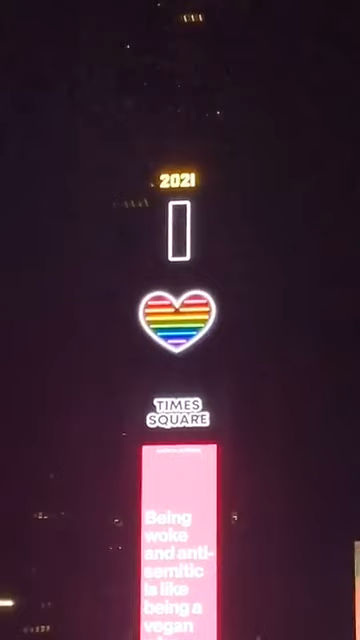 2021
I
TIMES
SQUARE
Being
woke
and anti-
semitic
is like
being a
vegan